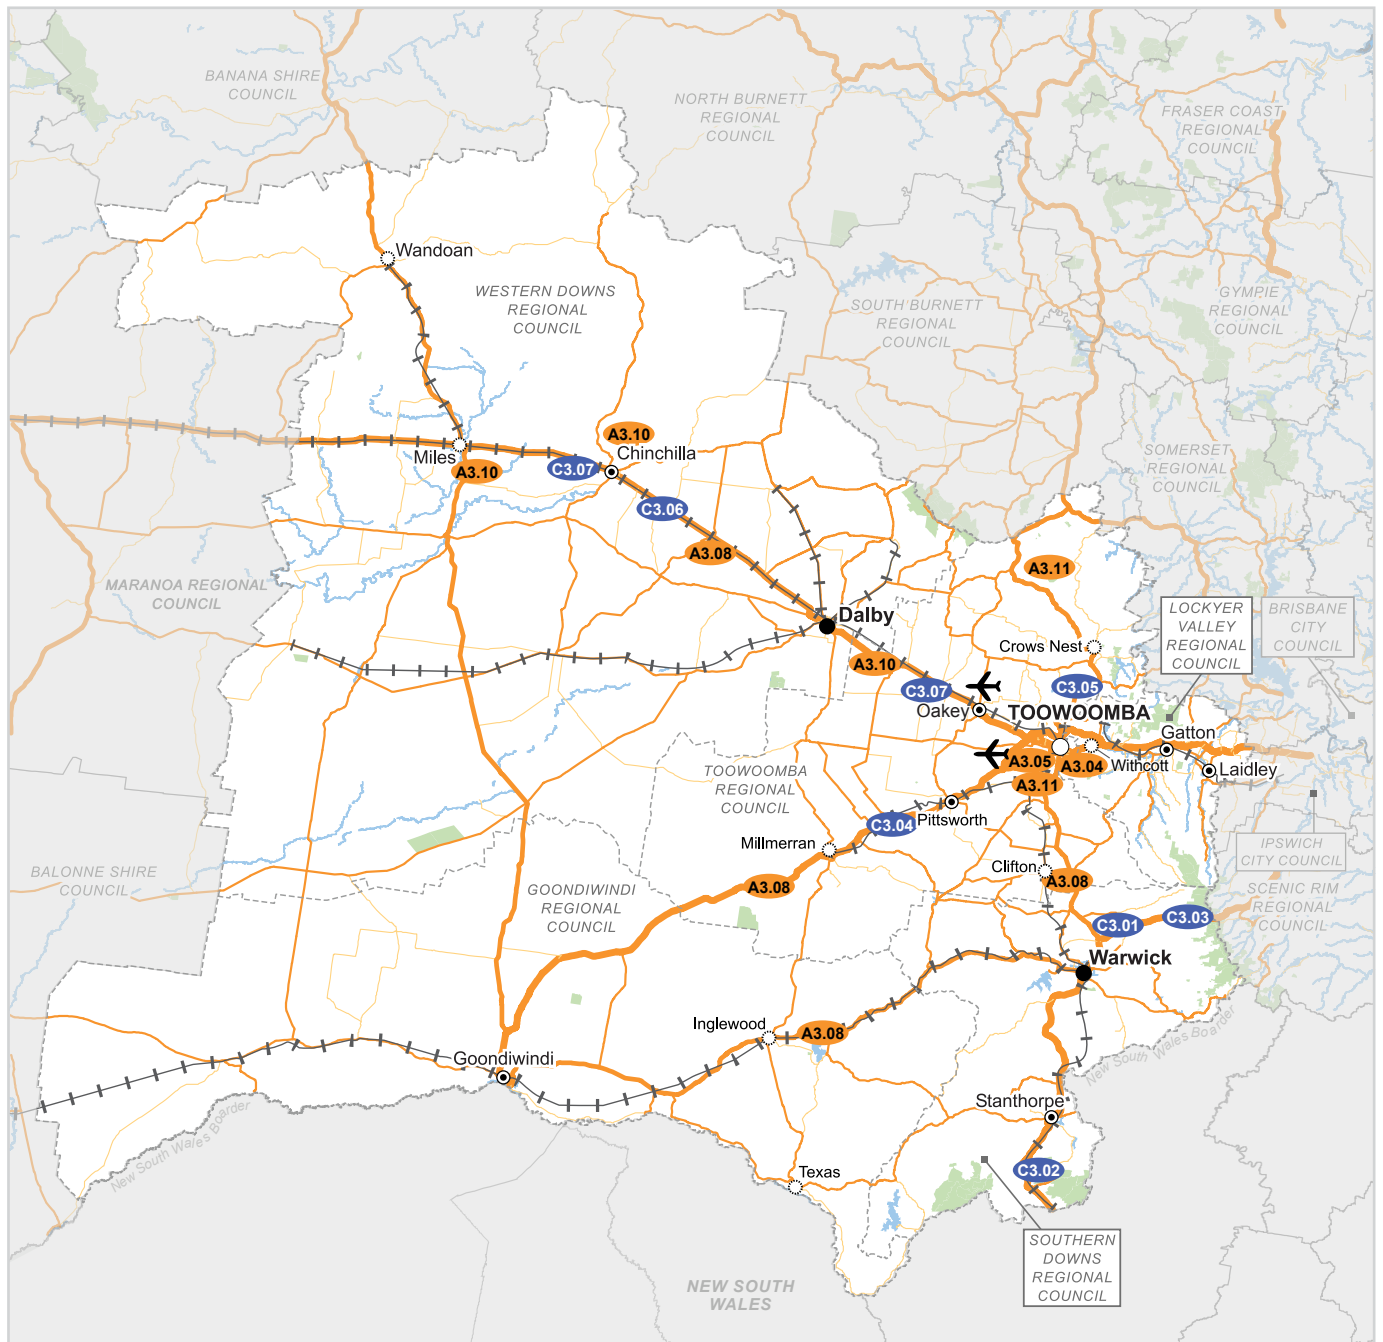 BANANA SHIRE
COUNCIL
NORTH BURNETT
REGIONAL
COUNCIL
FRASER COAST
REGIONAL
COUNCIL
Wandoan
WESTERN DOWNS
REGIONAL
COUNCIL
SOUTH BURNETT
REGIONAL
COUNCIL
GYMPIE
REGIONAL
COUNCIL
A3.10
Chinchilla
Miles
A3.10
C3.07
C3.06
A3.08
SOMERSET
REGIONAL
COUNCIL
A3.11
MARANOA REGIONAL
COUNCIL
LOCKYER
VALLEY
REGIONAL
COUNCIL
BRISBANE
CITY
COUNCIL
Dalby
Crows Nest
A3.10
C3.07
C3.05
Oakey
TOOWOOMBA
Gatton
A3.05
A3.04
Withcott
Laidley
A3.11
TOOWOOMBA
REGIONAL
COUNCIL
Pittsworth
C3.04
Millmerran
IPSWICH
CITY COUNCIL
BALONNE SHIRE
COUNCIL
Clifton
A3.08
A3.08
GOONDIWINDI
REGIONAL
COUNCIL
SCENIC RIM
REGIONAL
COUNCIL
C3.01
C3.03
Warwick
Inglewood
A3.08
New South Wales Boarder
Goondiwindi
Stanthorpe
New South Wales Boarder
Texas
C3.02
SOUTHERN
DOWNS
REGIONAL
COUNCIL
NEW SOUTH
WALES